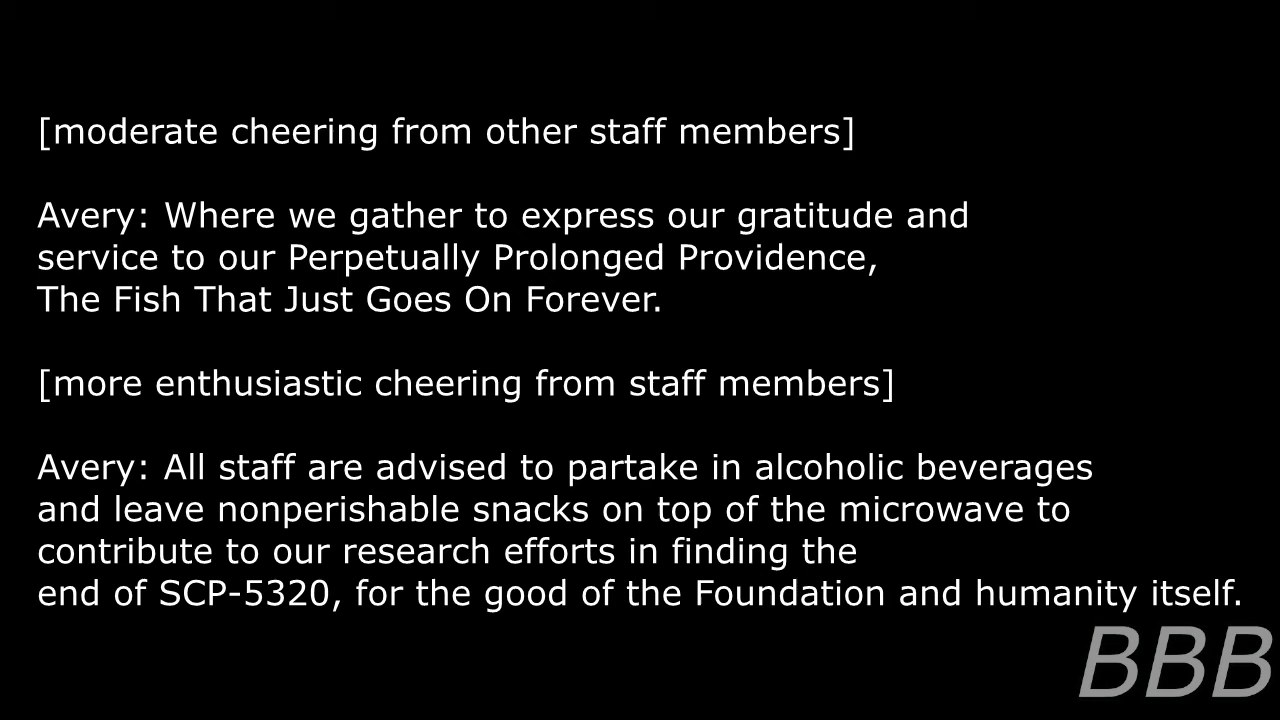 [moderate cheering from other staff members]
Avery: Where we gather to express our gratitude and
service to our Perpetually Prolonged Providence,
The Fish That Just Goes On Forever.
[more enthusiastic cheering from staff members]
Avery: All staff are advised to partake in alcoholic beverages
and leave nonperishable snacks on top of the microwave to
contribute to our research efforts in finding the
end of SCP-5320, for the good of the Foundation and humanity itself.
BBB